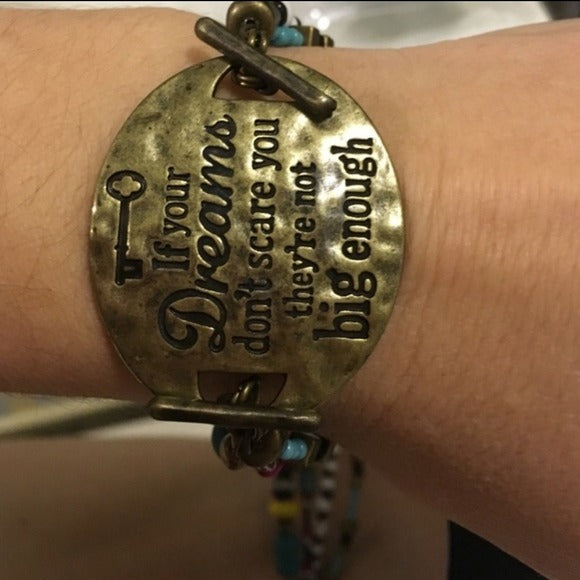 If your
Dreams
don't scare you
they're not
big enough